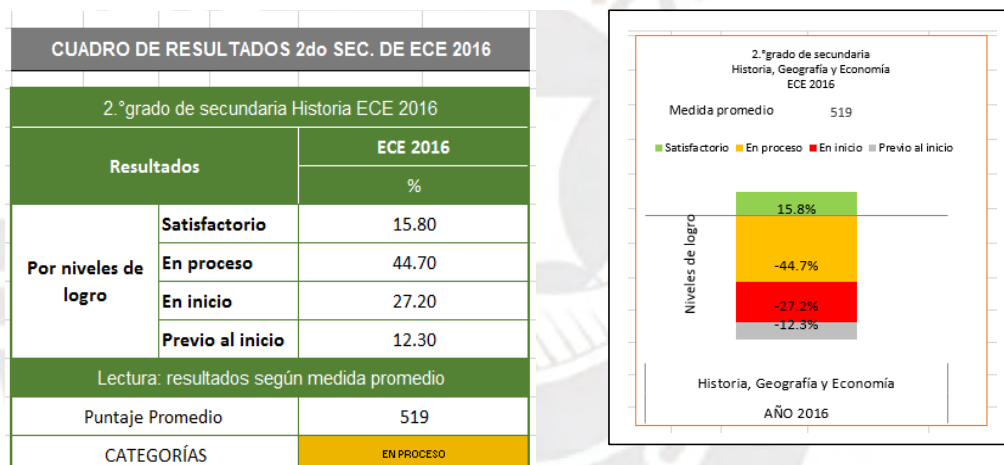 CUADRO DE RESULTADOS 2do SEC. DE ECE 2016
2.°grado de secundaria Historia ECE 2016
Resultados
ECE 2016
%
Por niveles de logro
Satisfactorio 15.80
En proceso 44.70
En inicio 27.20
Previo al inicio 12.30
Lectura: resultados según medida promedio
Puntaje Promedio 519
CATEGORÍAS EN PROCESO
2.°grado de secundaria
Historia, Geografía y Economía
ECE 2016
Medida promedio 519
Satisfactorio En proceso En inicio Previo al inicio
Niveles de logro
15.8%
-44.7%
-27.2%
-12.3%
Historia, Geografía y Economía
AÑO 2016